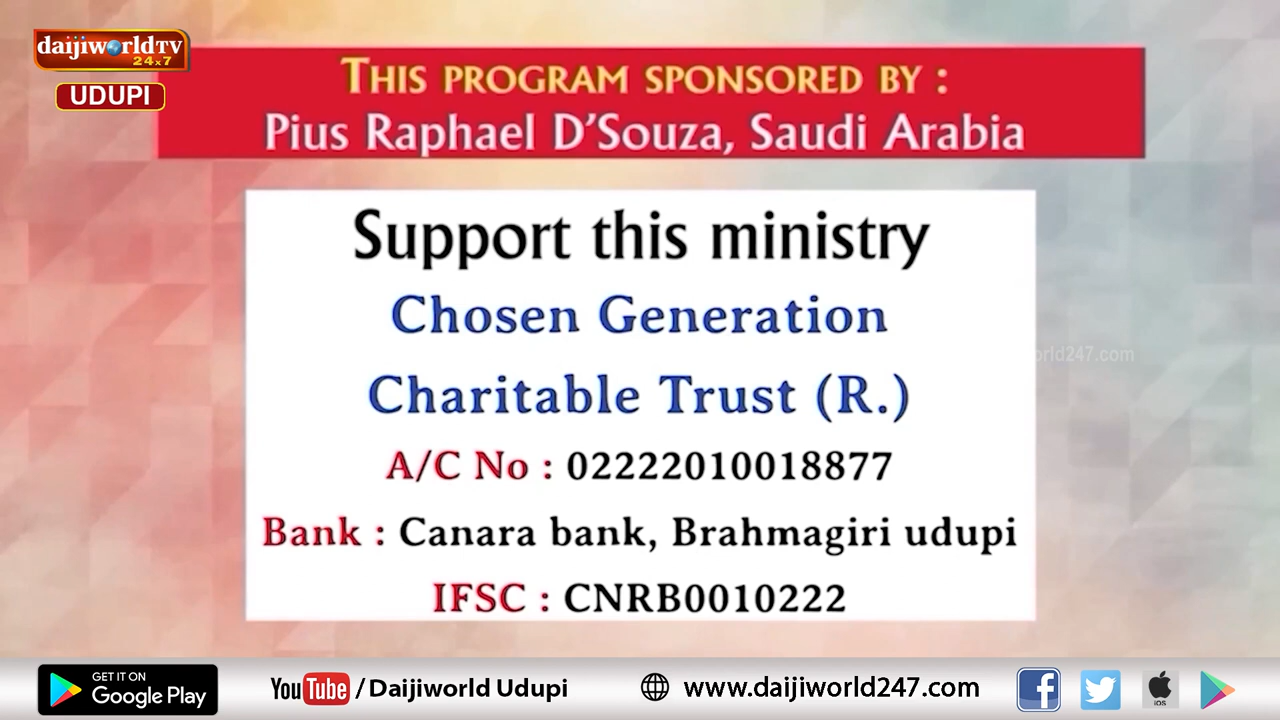 daijiworldTV
24x7
UDUPI
THIS PROGRAM SPONSORED BY :
Pius Raphael D'Souza, Saudi Arabia
Support this ministry
Chosen Generation
Charitable Trust (R.)
A/C No : 02222010018877
Bank : Canara bank, Brahmagiri udupi
IFSC : CNRB0010222
GET IT ON
Google Play
YouTube / Daijiworld Udupi
www.daijiworld247.com
iOS